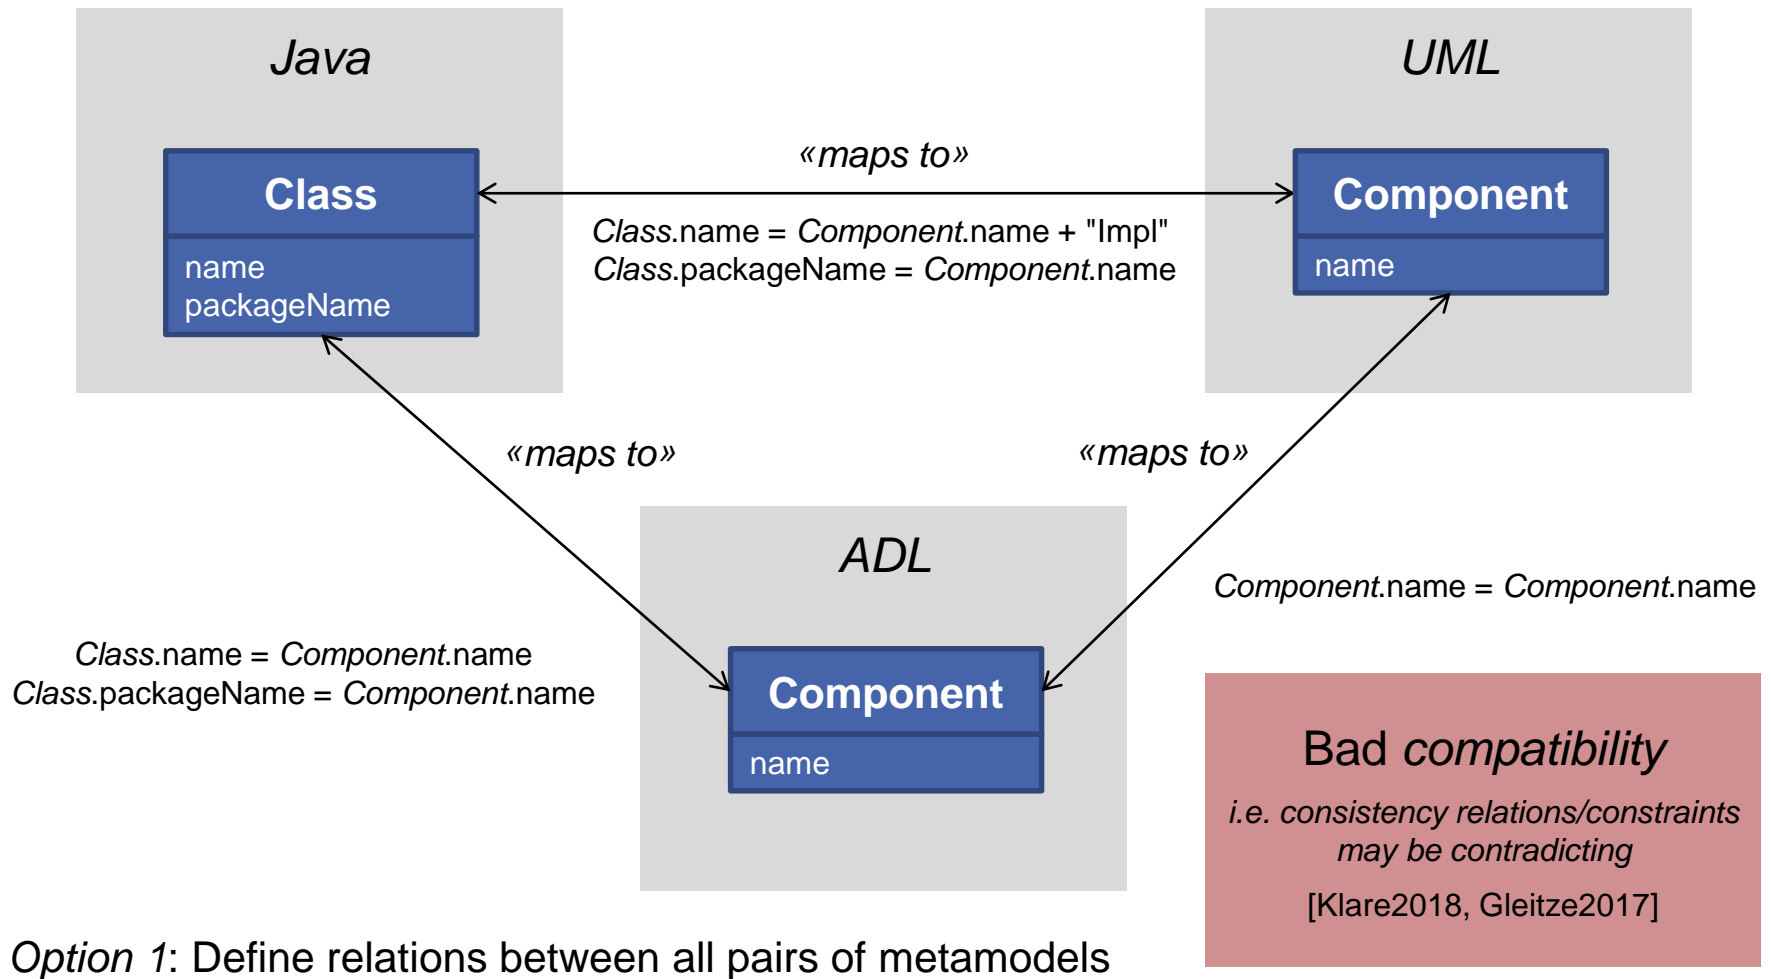 Java
UML
«maps to»
Class
Component
Class.name = Component.name + "Impl"
Class.packageName = Component.name
name
packageName
name
«maps to»
«maps to»
ADL
Component.name = Component.name
Class.name = Component.name
Class.packageName = Component.name
Component
name
Bad compatibility
i.e. consistency relations/constraints
may be contradicting
[Klare2018, Gleitze2017]
Option 1: Define relations between all pairs of metamodels